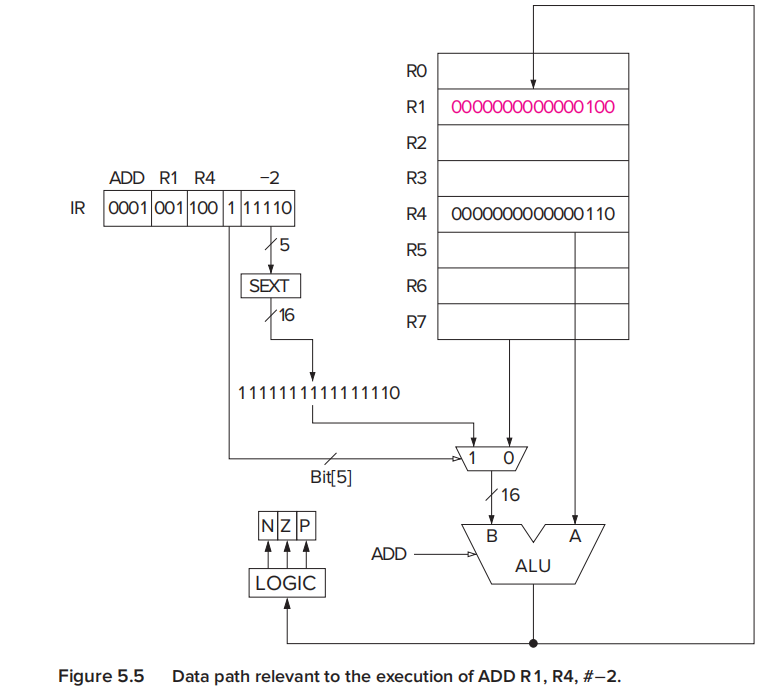 R0
R1 0000000000000100
R2
ADD R1 R4 −2
R3
IR 0001 001 100 1 11110
R4 0000000000000110
5
R5
SEXT
R6
16
R7
1111111111111110
1 0
Bit[5]
16
N Z P
B A
ADD
ALU
LOGIC
Figure 5.5 Data path relevant to the execution of ADD R1, R4, #−2.